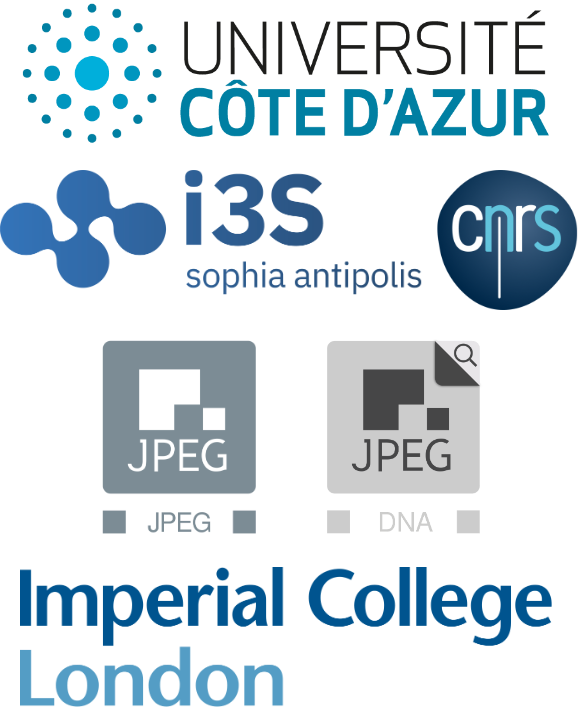 UNIVERSITÉ
CÔTE D'AZUR
i3S
sophia antipolis
cnrs
JPEG
JPEG
JPEG
DNA
Imperial College
London